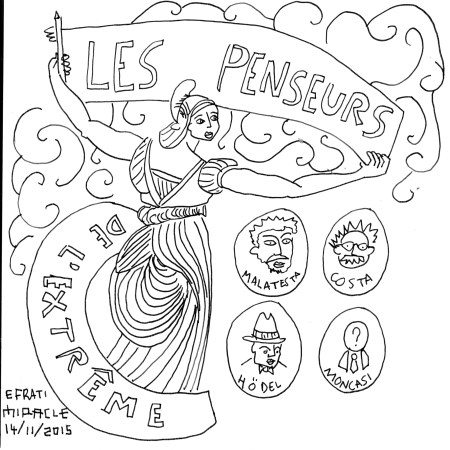 LES PENSEURS
DE L'EXTRÊME
MALATESTA
COSTA
HÖDEL
?
MONCASI
EFRATI
MIRACLE
14/11/2015